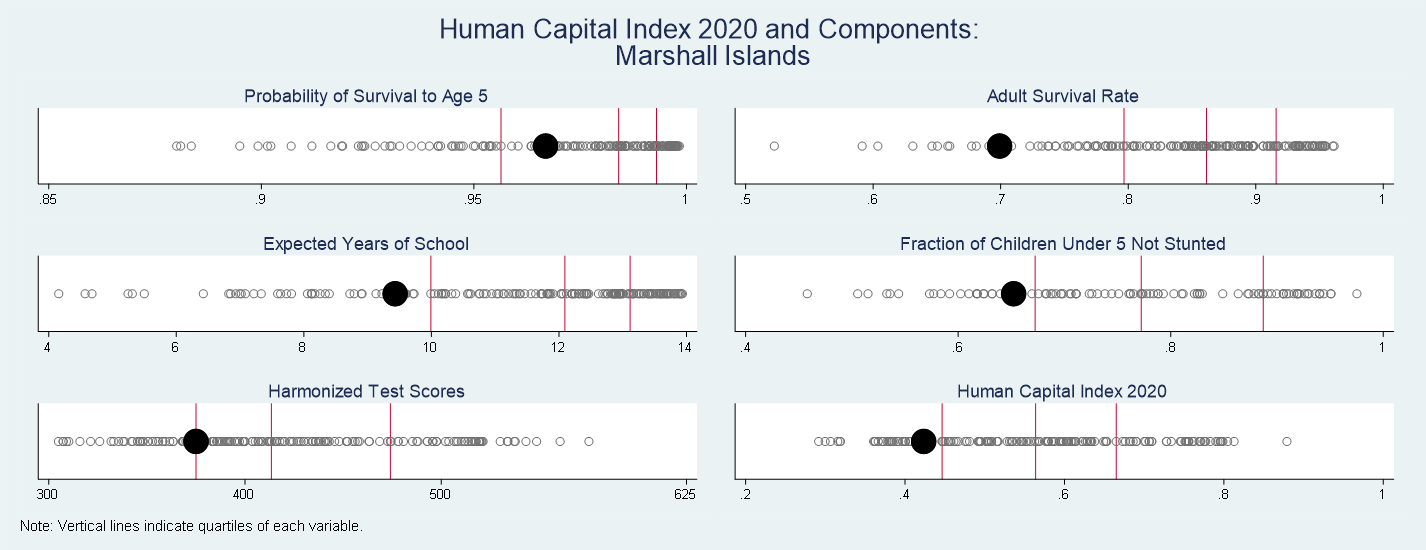 Human Capital Index 2020 and Components:
Marshall Islands
Probability of Survival to Age 5
.85 .9 .95 1
Adult Survival Rate
.5 .6 .7 .8 .9 1
Expected Years of School
4 6 8 10 12 14
Fraction of Children Under 5 Not Stunted
.4 .6 .8 1
Harmonized Test Scores
300 400 500 625
Human Capital Index 2020
.2 .4 .6 .8 1
Note: Vertical lines indicate quartiles of each variable.